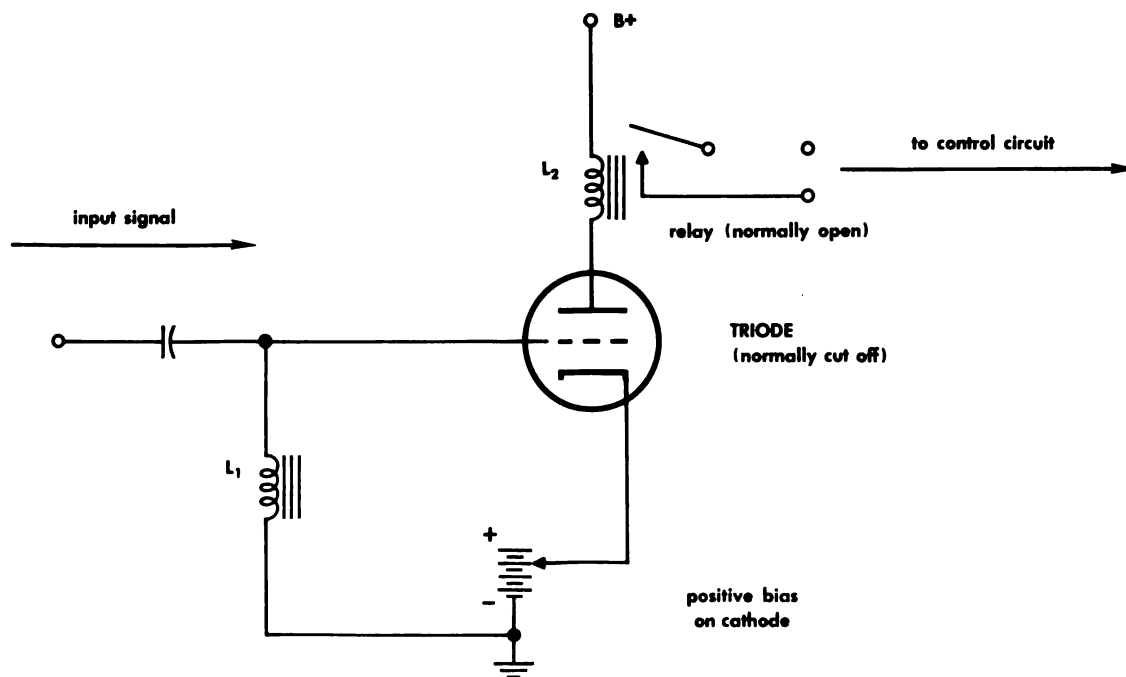 B+
to control circuit
L2
input signal
relay (normally open)
TRIODE
(normally cut off)
L1
+
-
positive bias
on cathode